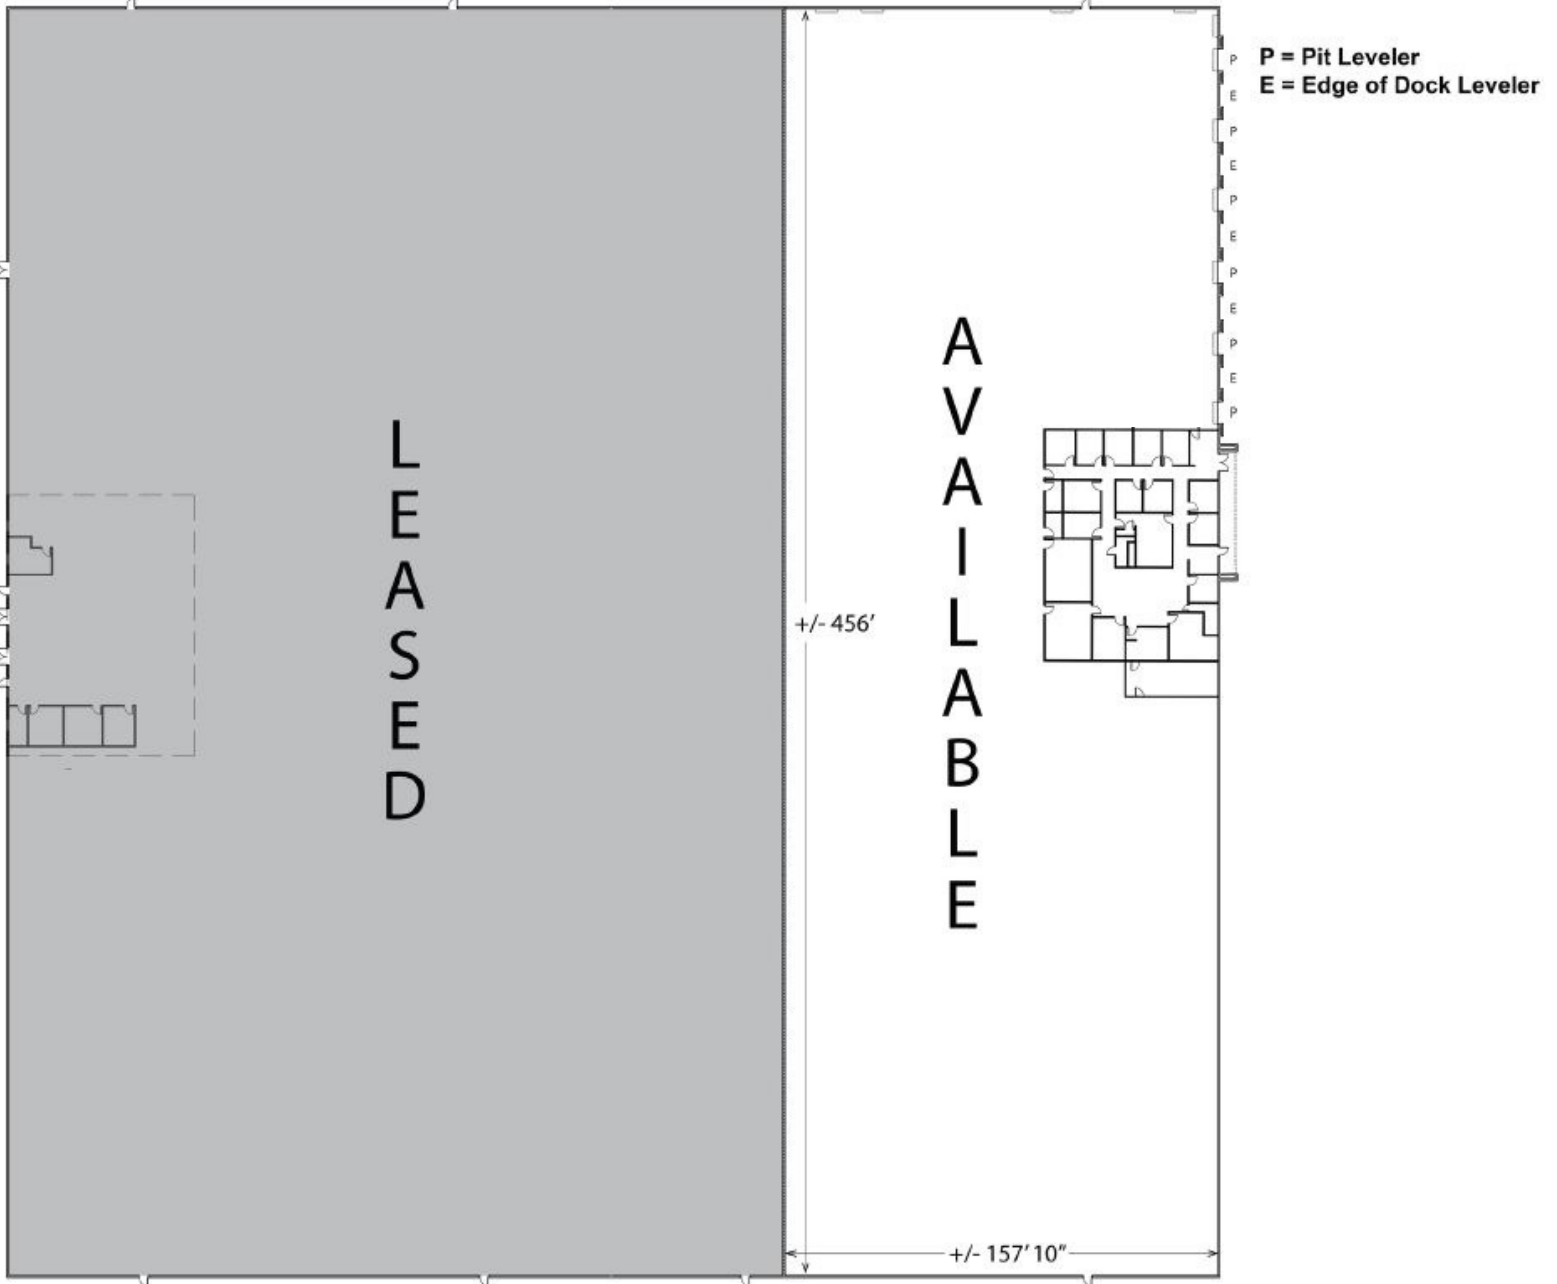 P = Pit Leveler
E = Edge of Dock Leveler
P
E
P
E
P
E
P
E
P
E
P
LEASED
AVAILABLE
+/- 456’
+/- 157’ 10”